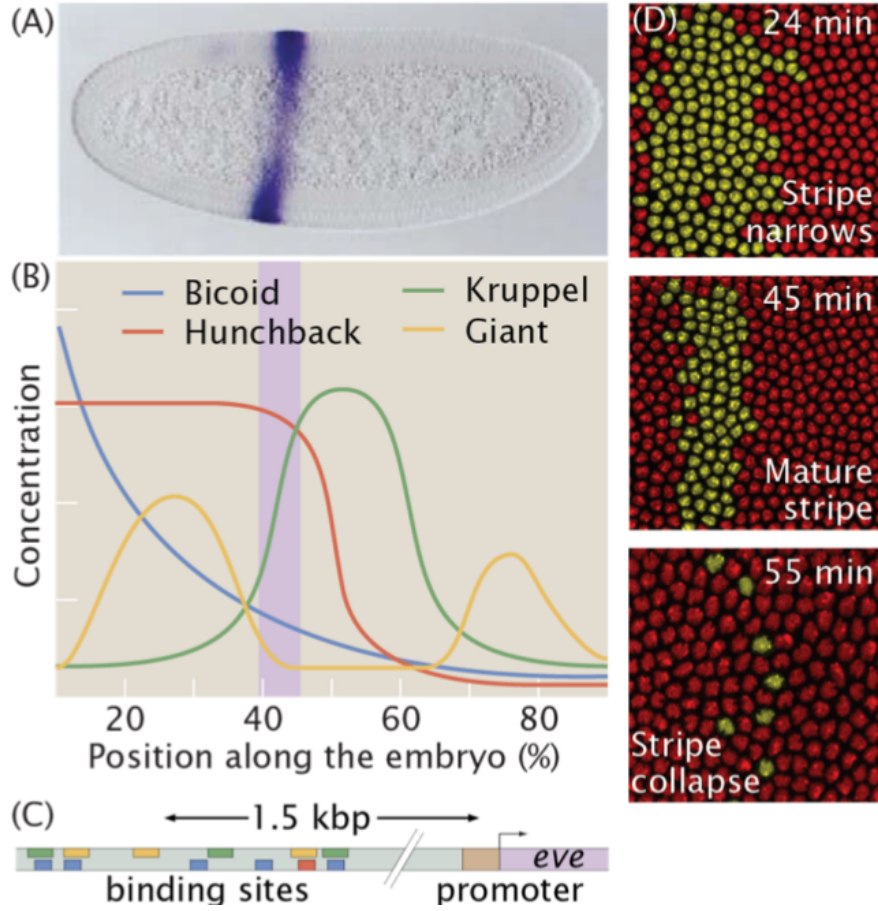 (A)
(B)
Bicoid
Hunchback
Kruppel
Giant
Concentration
20 40 60 80
Position along the embryo (%)
(C)
1.5 kbp
eve
binding sites
promoter
(D)
24 min
Stripe
narrows
45 min
Mature
stripe
55 min
Stripe
collapse